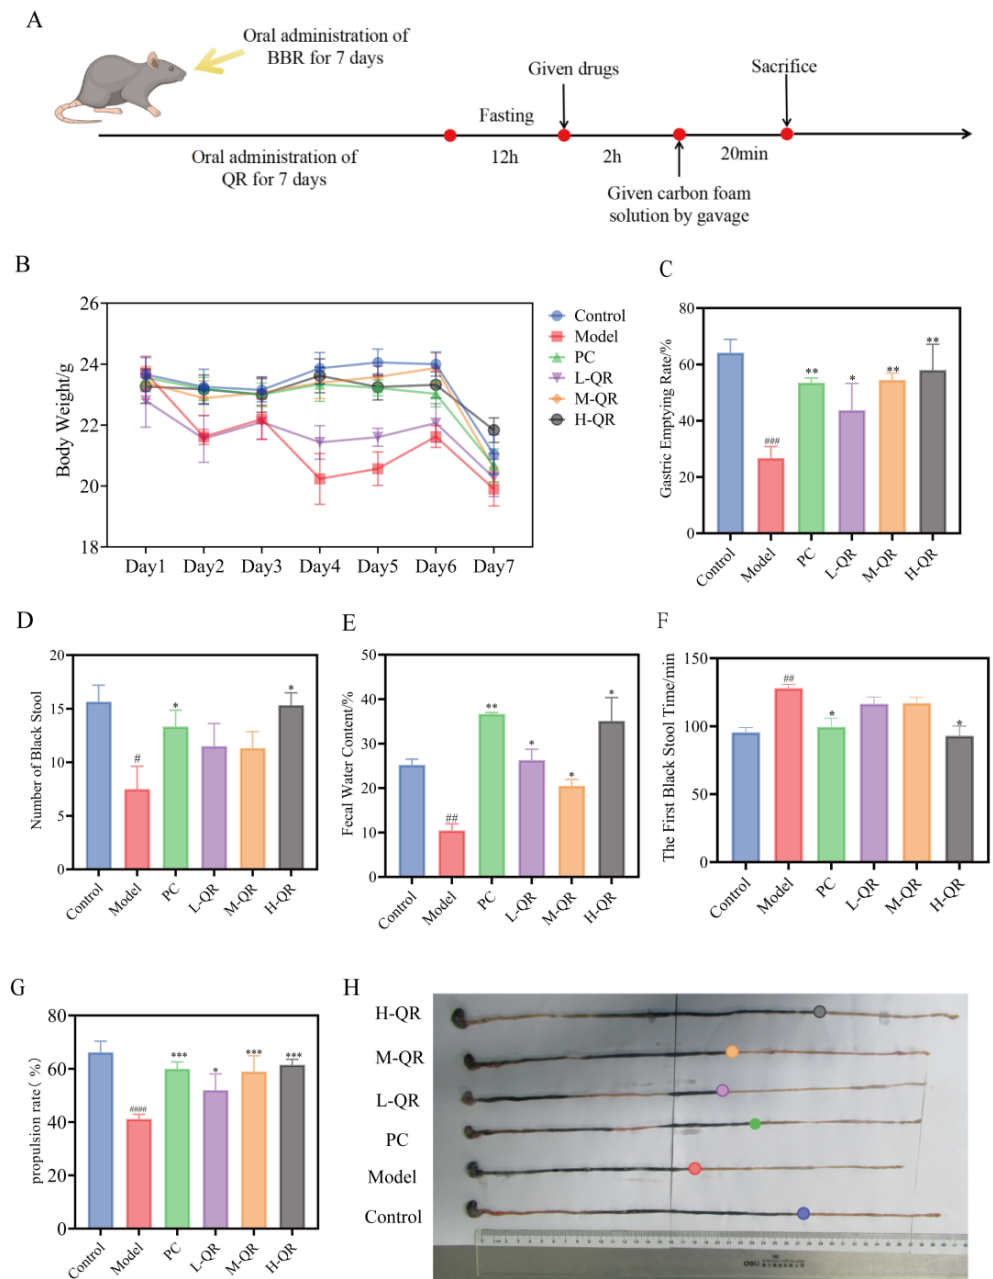 A
Oral administration of
BBR for 7 days
Given drugs
Sacrifice
Fasting
12h
2h
20min
Oral administration of
QR for 7 days
Given carbon foam
solution by gavage
B
Body Weight/g
26
24
22
20
18
Day1 Day2 Day3 Day4 Day5 Day6 Day7
Control
Model
PC
L-QR
M-QR
H-QR
C
Gastric Emptying Rate/%
80
60
40
20
0
###
**
*
**
**
Control Model PC L-QR M-QR H-QR
D
Number of Black Stool
20
15
10
5
0
#
*
*
Control Model PC L-QR M-QR H-QR
E
Fecal Water Content/%
50
40
30
20
10
0
##
**
*
*
*
Control Model PC L-QR M-QR H-QR
F
The First Black Stool Time/min
150
100
50
0
##
*
*
Control Model PC L-QR M-QR H-QR
G
propulsion rate( %)
80
60
40
20
0
####
***
*
***
***
Control Model PC L-QR M-QR H-QR
H
H-QR
M-QR
L-QR
PC
Model
Control